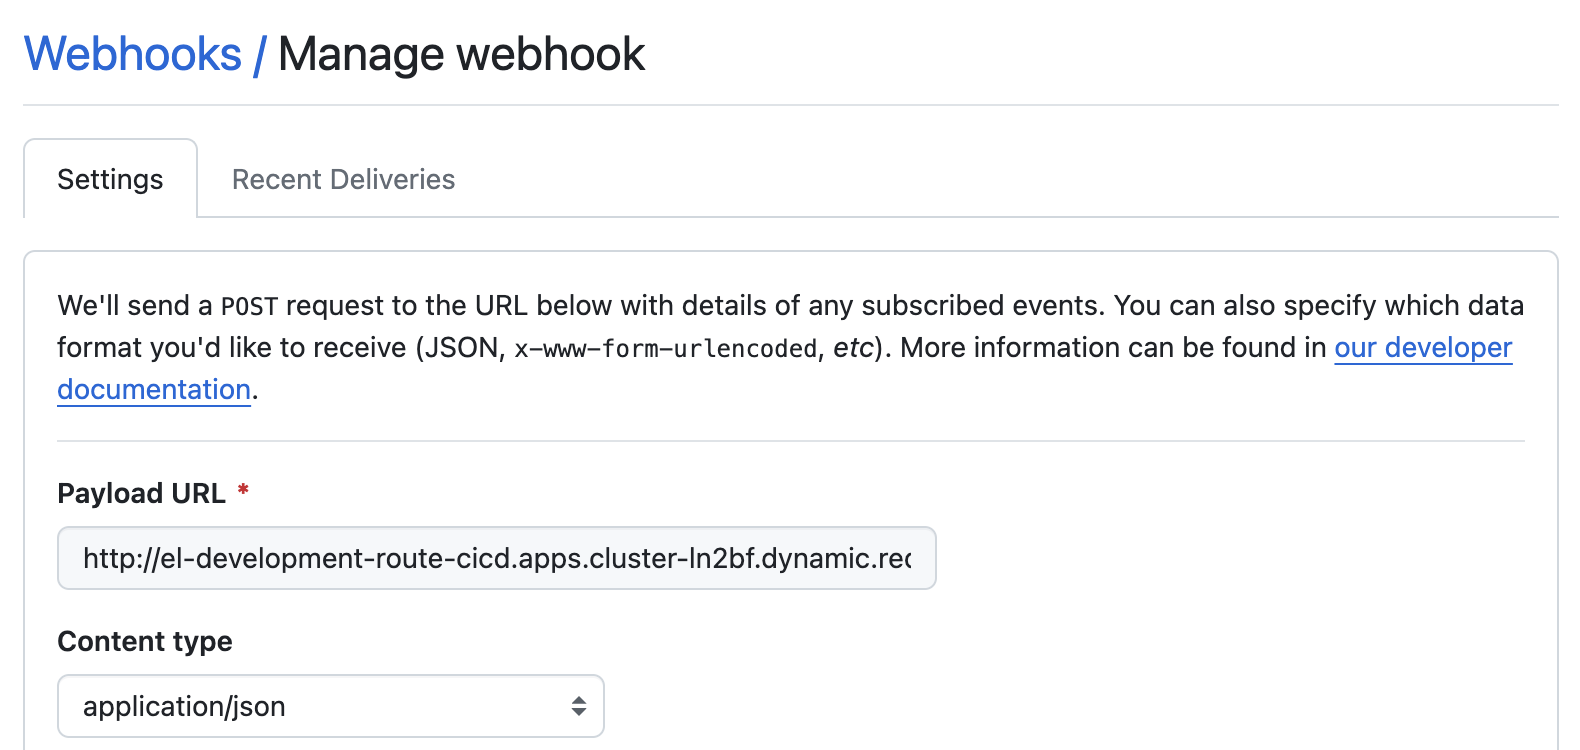 Webhooks / Manage webhook
Settings
Recent Deliveries
We'll send a POST request to the URL below with details of any subscribed events. You can also specify which data
format you'd like to receive (JSON, x-www-form-urlencoded, etc). More information can be found in our developer
documentation.
Payload URL *
http://el-development-route-cicd.apps.cluster-ln2bf.dynamic.rec
Content type
application/json